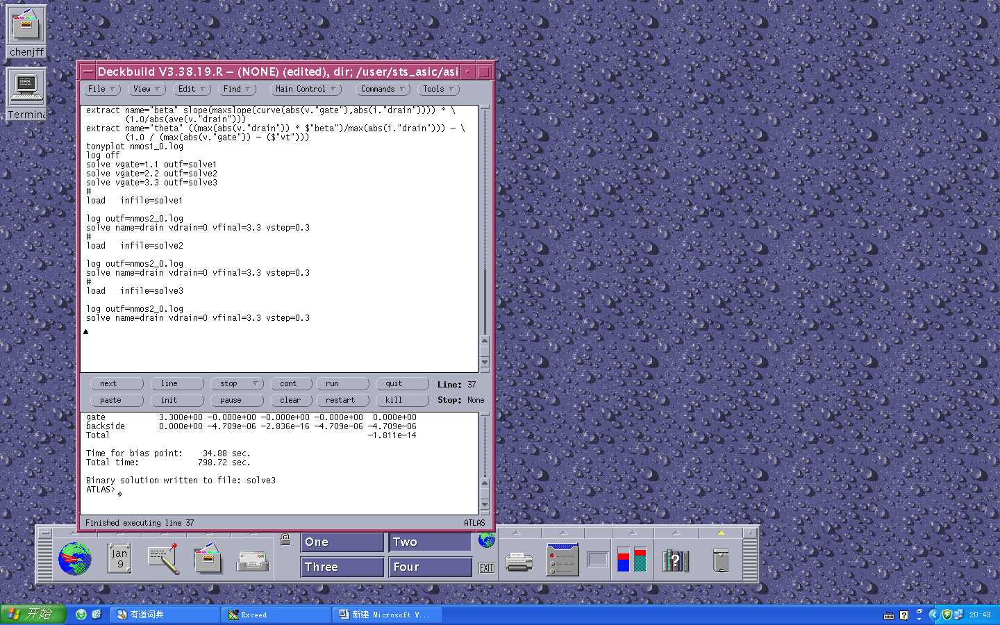 chenjff
Termina
Deckbuild V3.38.19.R – (NONE) (edited), dir; /user/sts_asic/asi
File View Edit Find Main Control Commands Tools
extract name="beta" slope(maxslope(curve(abs(v."gate"),abs(i."drain")))) * \
(1.0/abs(ave(v."drain")))
extract name="theta" ((max(abs(v."drain")) * $"beta")/max(abs(i."drain"))) – \
(1.0 / (max(abs(v."gate")) – ($"vt")))
tonyplot nmos1_0.log
log off
solve vgate=1.1 outf=solve1
solve vgate=2.2 outf=solve2
solve vgate=3.3 outf=solve3
#
load   infile=solve1
log outf=nmos2_0.log
solve name=drain vdrain=0 vfinal=3.3 vstep=0.3
#
load   infile=solve2
log outf=nmos2_0.log
solve name=drain vdrain=0 vfinal=3.3 vstep=0.3
#
load   infile=solve3
log outf=nmos2_0.log
solve name=drain vdrain=0 vfinal=3.3 vstep=0.3
next line stop cont run quit Line: 37
paste init pause clear restart kill Stop: None
gate 3.300e+00 –0.000e+00 –0.000e+00 –0.000e+00 0.000e+00
backside 0.000e+00 –4.709e–06 –2.836e–16 –4.709e–06 –4.709e–06
Total –1.811e–14
Time for bias point: 34.88 sec.
Total time: 798.72 sec.
Binary solution written to file: solve3
ATLAS>
Finished executing line 37 ATLAS
Jan
9
One Two
Three Four
EXIT
开始 有道词典 Exceed 新建 Microsoft W... 20:49